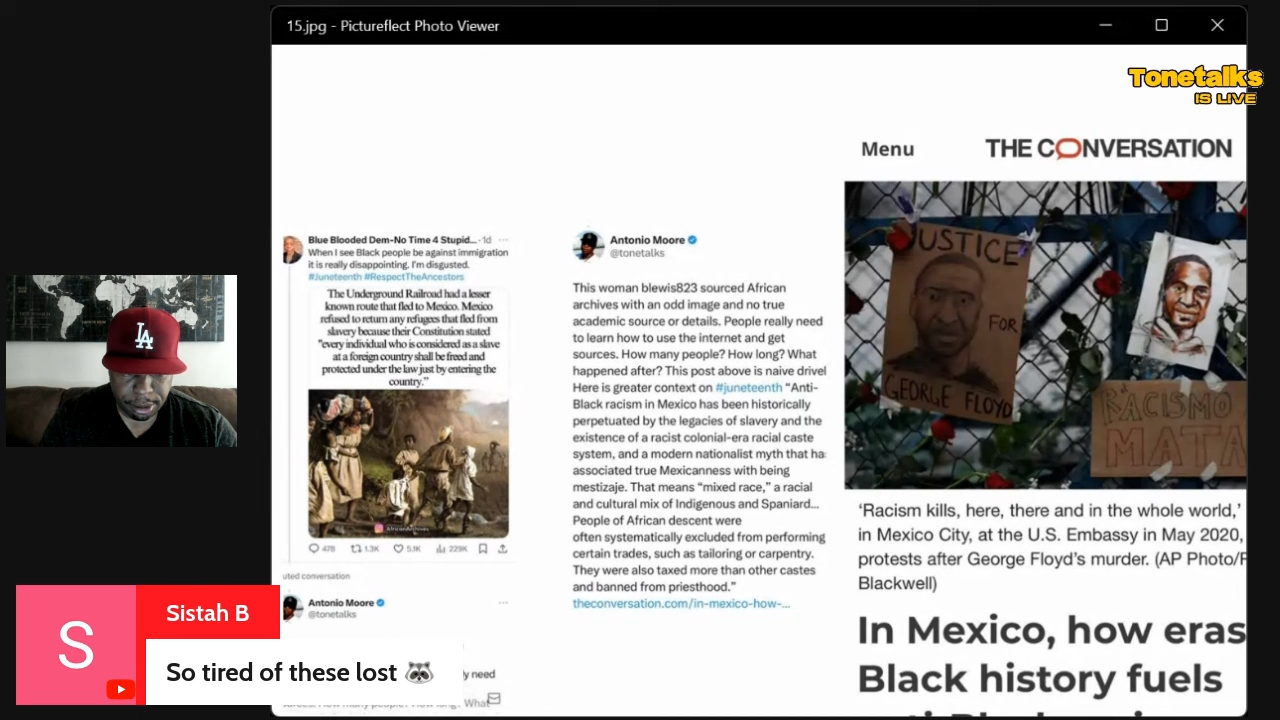 15.jpg - Pictureflect Photo Viewer
Tonetalks
IS LIVE
Menu
THE CONVERSATION
Blue Blooded Dem-No Time 4 Stupid... · 1d ...
When I see Black people be against immigration
it is really disappointing. I'm disgusted.
#Juneteenth #RespectTheAncestors
The Underground Railroad had a lesser
known route that fled to Mexico. Mexico
refused to return any refugees that fled from
slavery because their Constitution stated
"every individual who is considered as a slave
at a foreign country shall be freed and
protected under the law just by entering the
country."
478 1.3K 5.1K 229K
uted conversation
Antonio Moore ...
@tonetalks
ly need
What
Antonio Moore
@tonetalks
This woman blewis823 sourced African
archives with an odd image and no true
academic source or details. People really need
to learn how to use the internet and get
sources. How many people? How long? What
happened after? This post above is naive drivel
Here is greater context on #juneteenth “Anti-
Black racism in Mexico has been historically
perpetuated by the legacies of slavery and the
existence of a racist colonial-era racial caste
system, and a modern nationalist myth that ha
associated true Mexicanness with being
mestizaje. That means “mixed race,” a racial
and cultural mix of Indigenous and Spaniard...
People of African descent were
often systematically excluded from performing
certain trades, such as tailoring or carpentry.
They were also taxed more than other castes
and banned from priesthood.”
theconversation.com/in-mexico-how-...
JUSTICE
FOR
GEORGE FLOYD
RACISMO
MATA
‘Racism kills, here, there and in the whole world,’
in Mexico City, at the U.S. Embassy in May 2020,
protests after George Floyd’s murder. (AP Photo/F
Blackwell)
In Mexico, how eras
Black history fuels
LA
Sistah B
S
So tired of these lost 🦝